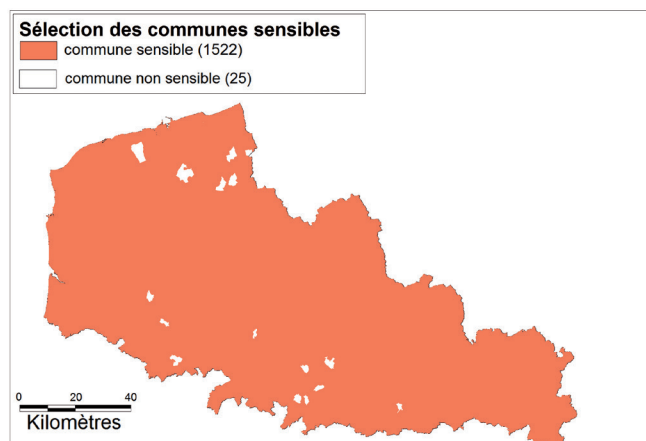 Sélection des communes sensibles
commune sensible (1522)
commune non sensible (25)
0 20 40
Kilomètres